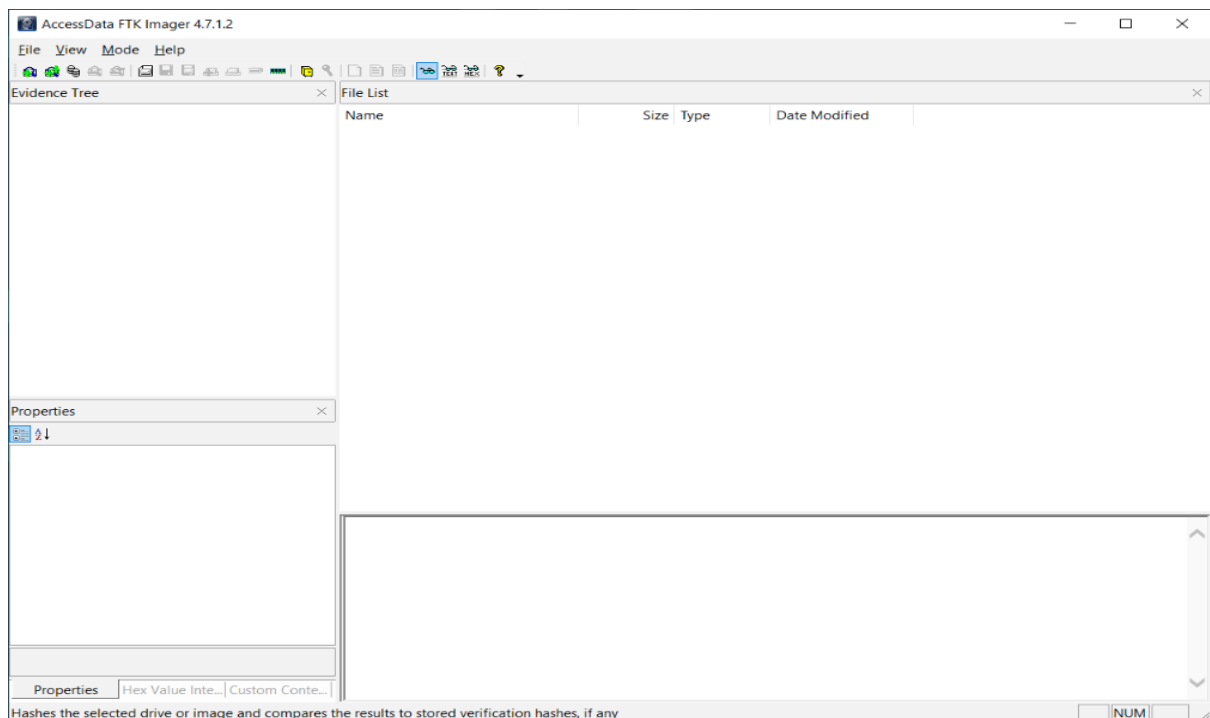 AccessData FTK Imager 4.7.1.2
File View Mode Help
TEXT HEX
Evidence Tree
File List
Name Size Type Date Modified
Properties
Properties Hex Value Inte... Custom Conte...
Hashes the selected drive or image and compares the results to stored verification hashes, if any
NUM